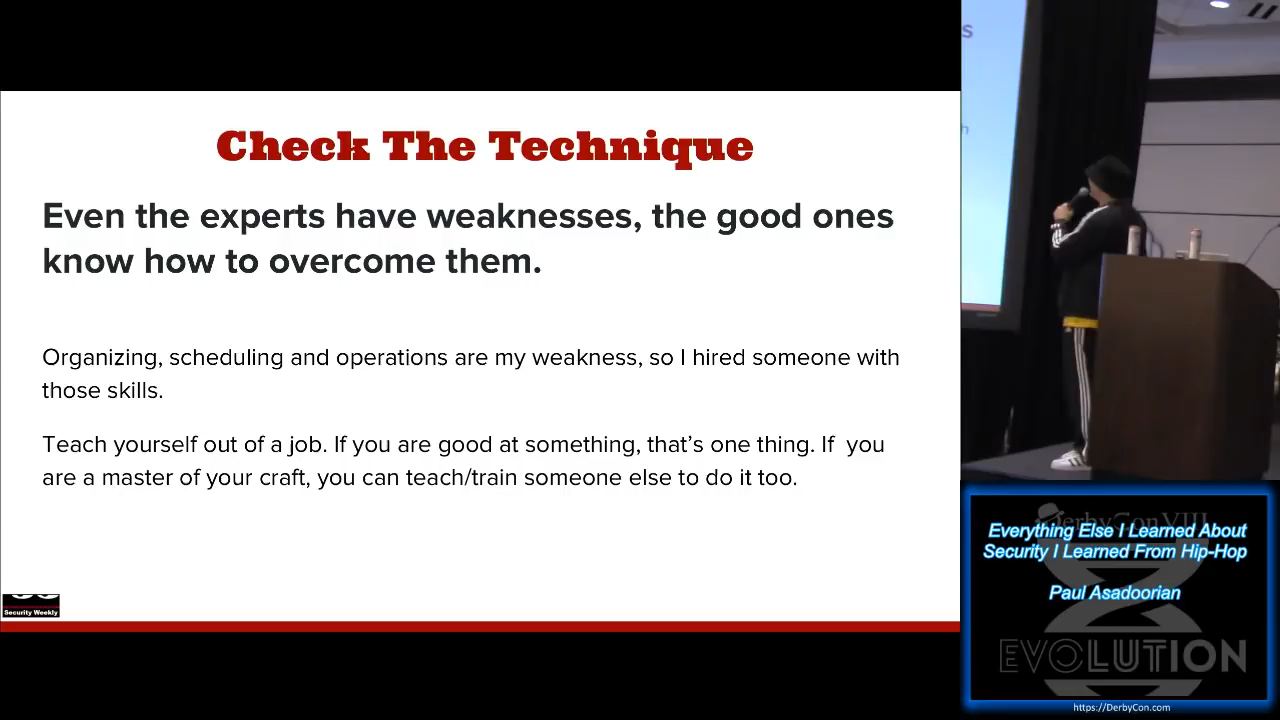 Check The Technique
Even the experts have weaknesses, the good ones
know how to overcome them.
Organizing, scheduling and operations are my weakness, so I hired someone with
those skills.
Teach yourself out of a job. If you are good at something, that’s one thing. If  you
are a master of your craft, you can teach/train someone else to do it too.
Security Weekly
s
h
DerbyCon VIII
Everything Else I Learned About
Security I Learned From Hip-Hop
Paul Asadoorian
EVOLUTION
https://DerbyCon.com